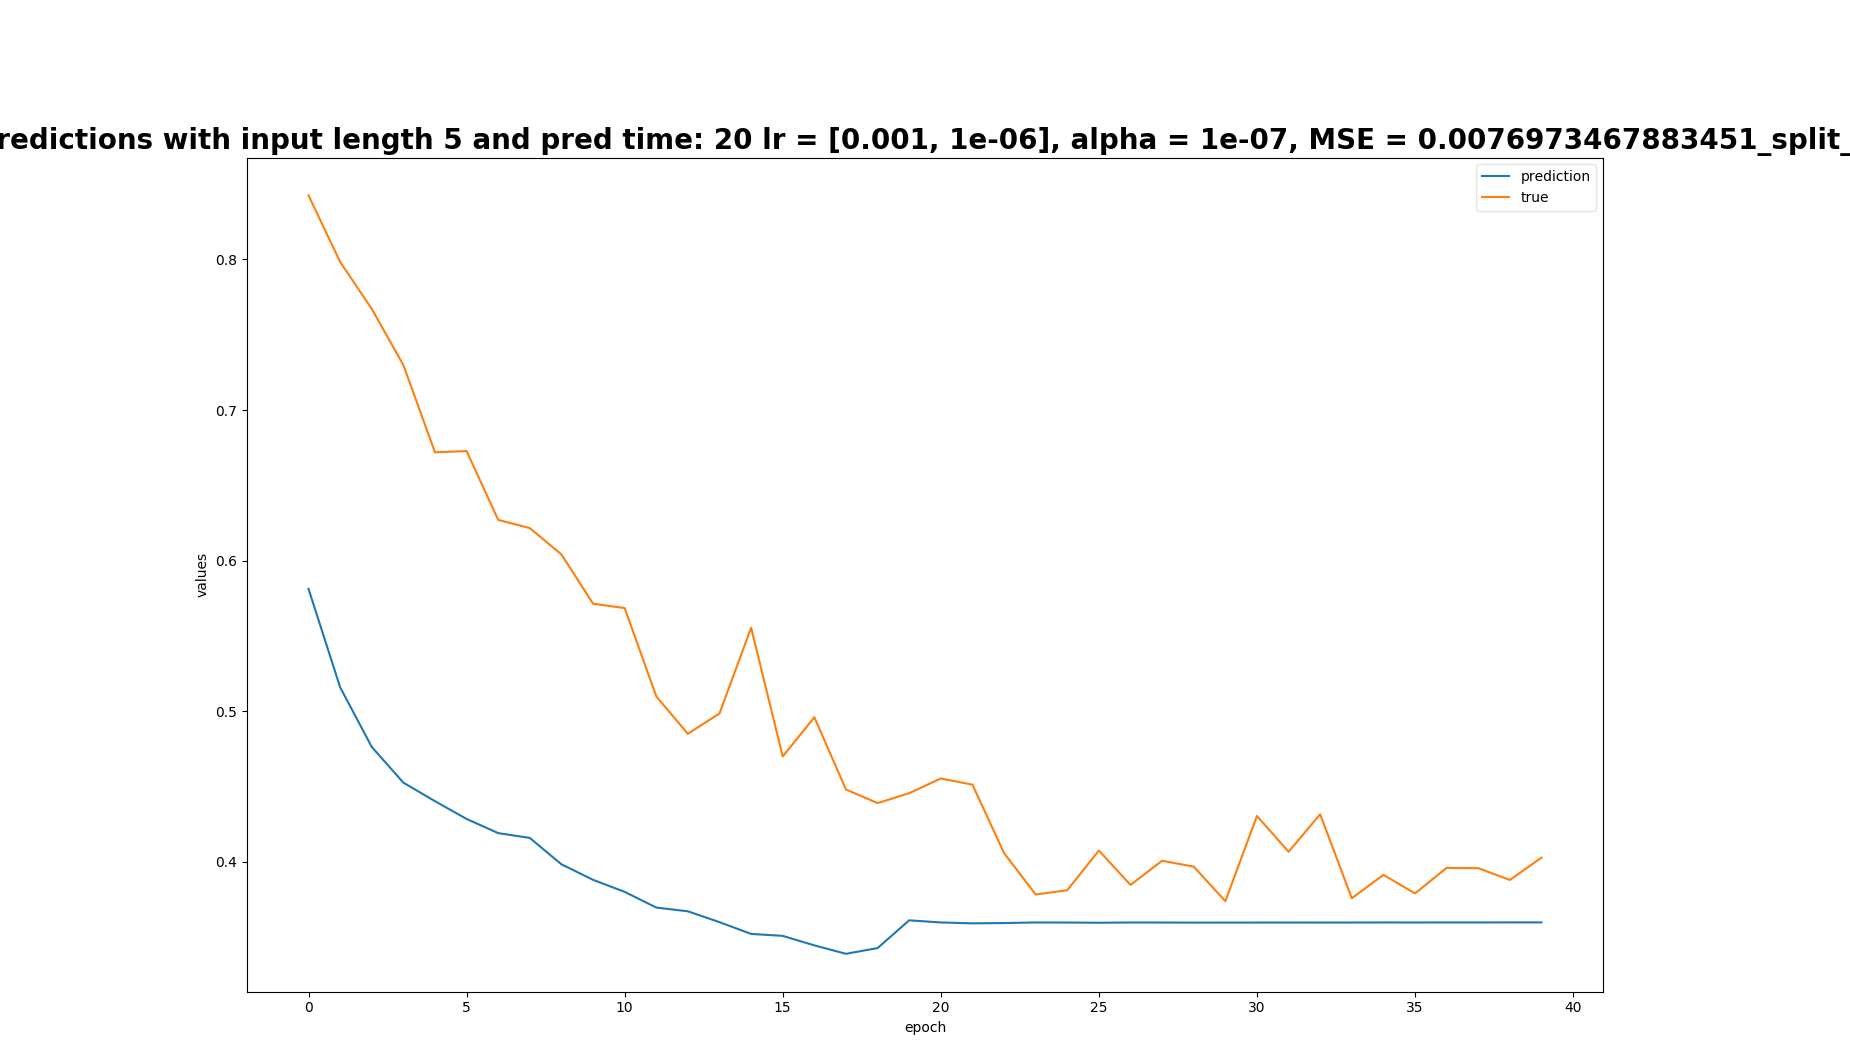 redictions with input length 5 and pred time: 20 lr = [0.001, 1e-06], alpha = 1e-07, MSE = 0.0076973467883451_split_
prediction
true
0.8
0.7
0.6
0.5
0.4
values
0
5
10
15
20
25
30
35
40
epoch